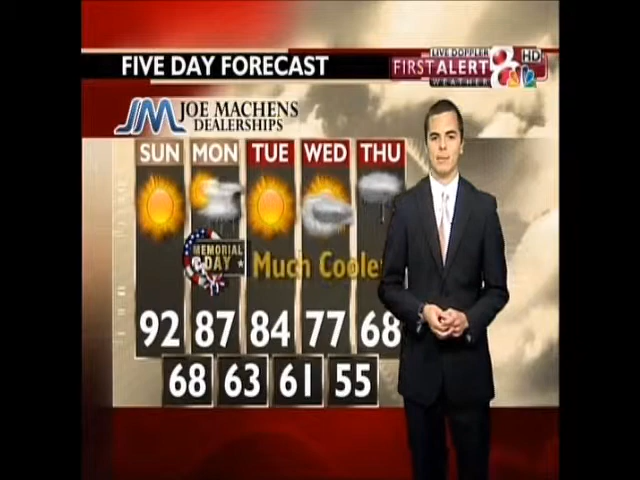 LIVE DOPPLER
FIVE DAY FORECAST
FIRST ALERT 8 HD
WEATHER
JM JOE MACHENS
DEALERSHIPS
SUN MON TUE WED THU
MEMORIAL
DAY
Much Cooler
92 87 84 77 68
68 63 61 55